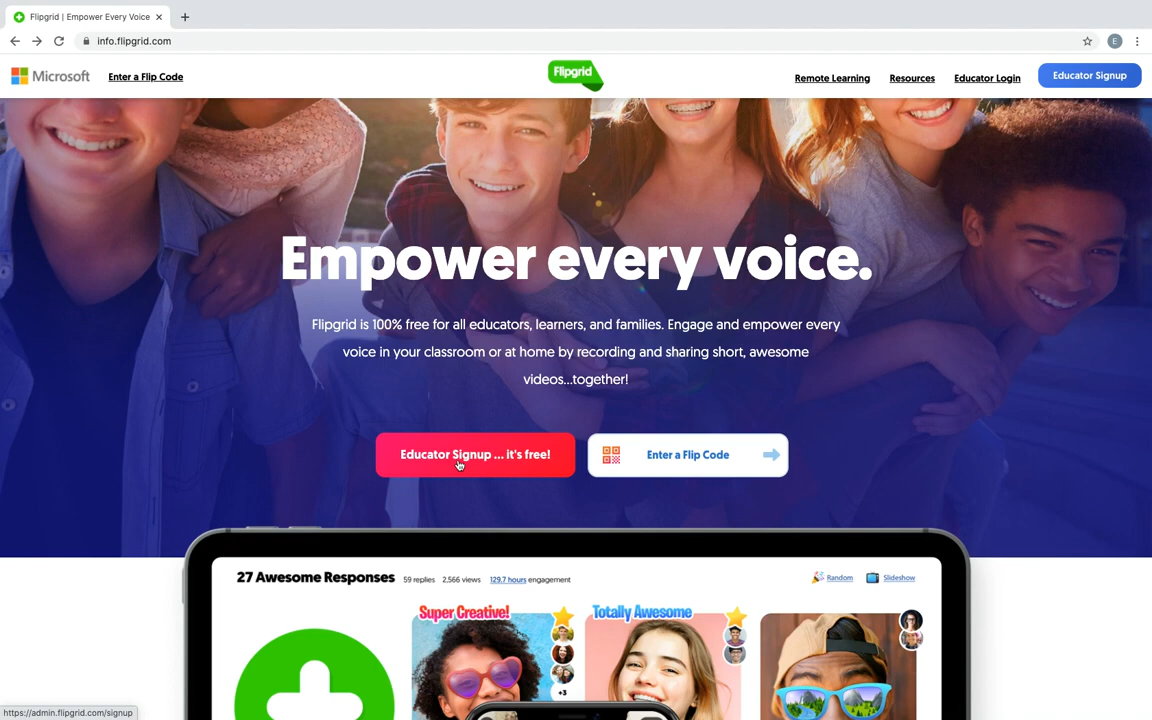 Flipgrid | Empower Every Voice
info.flipgrid.com
E
Microsoft
Enter a Flip Code
Flipgrid
Remote Learning
Resources
Educator Login
Educator Signup
Empower every voice.
Flipgrid is 100% free for all educators, learners, and families. Engage and empower every
voice in your classroom or at home by recording and sharing short, awesome
videos...together!
Educator Signup ... it's free!
Enter a Flip Code
27 Awesome Responses
59 replies
2,566 views
129.7 hours engagement
Random
Slideshow
Super Creative!
Totally Awesome
+3
https://admin.flipgrid.com/signup